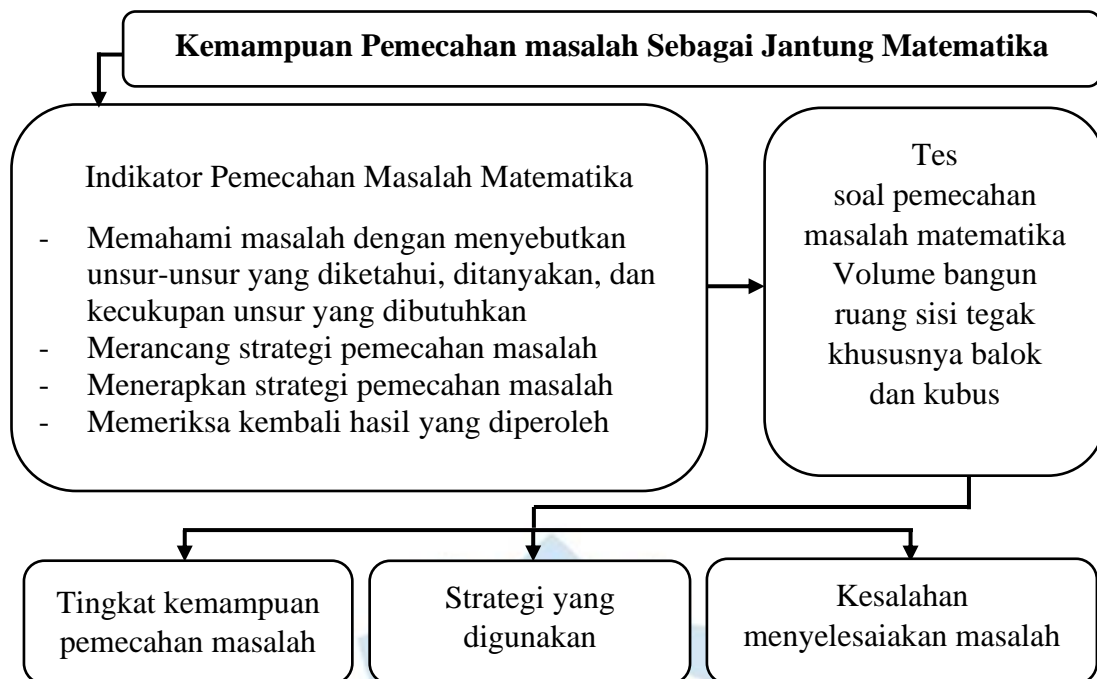 Kemampuan Pemecahan masalah Sebagai Jantung Matematika
Indikator Pemecahan Masalah Matematika
- Memahami masalah dengan menyebutkan
unsur-unsur yang diketahui, ditanyakan, dan
kecukupan unsur yang dibutuhkan
- Merancang strategi pemecahan masalah
- Menerapkan strategi pemecahan masalah
- Memeriksa kembali hasil yang diperoleh
Tes
soal pemecahan
masalah matematika
Volume bangun
ruang sisi tegak
khususnya balok
dan kubus
Tingkat kemampuan
pemecahan masalah
Strategi yang
digunakan
Kesalahan
menyelesaiakan masalah